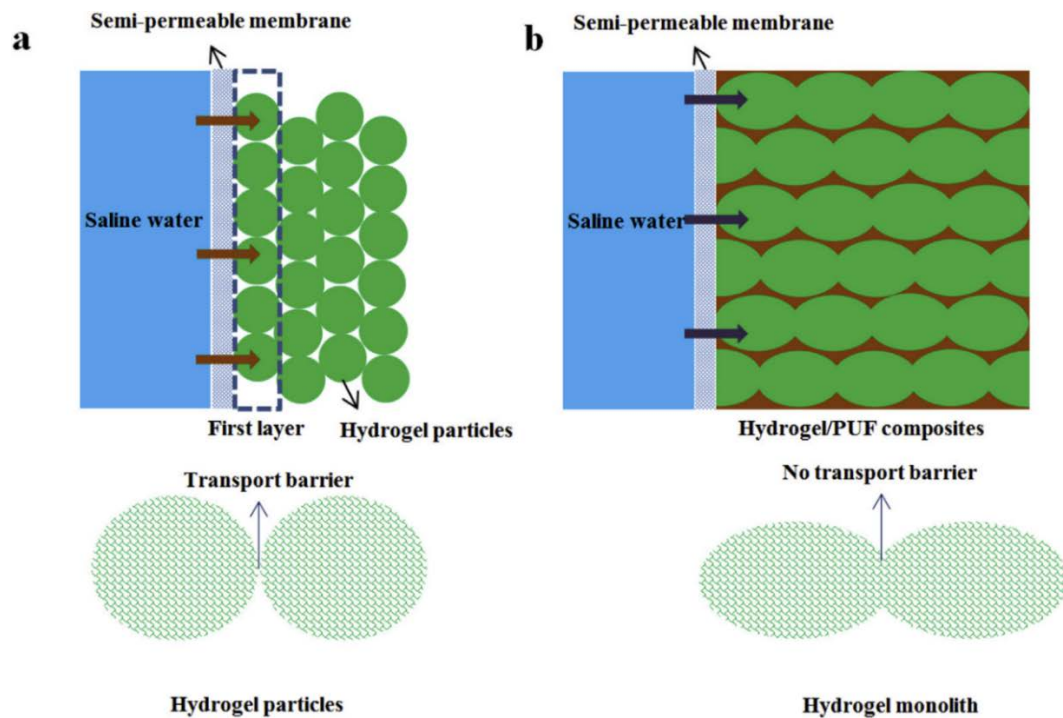 a
Semi-permeable membrane
Saline water
First layer
Hydrogel particles
Transport barrier
Hydrogel particles
b
Semi-permeable membrane
Saline water
Hydrogel/PUF composites
No transport barrier
Hydrogel monolith